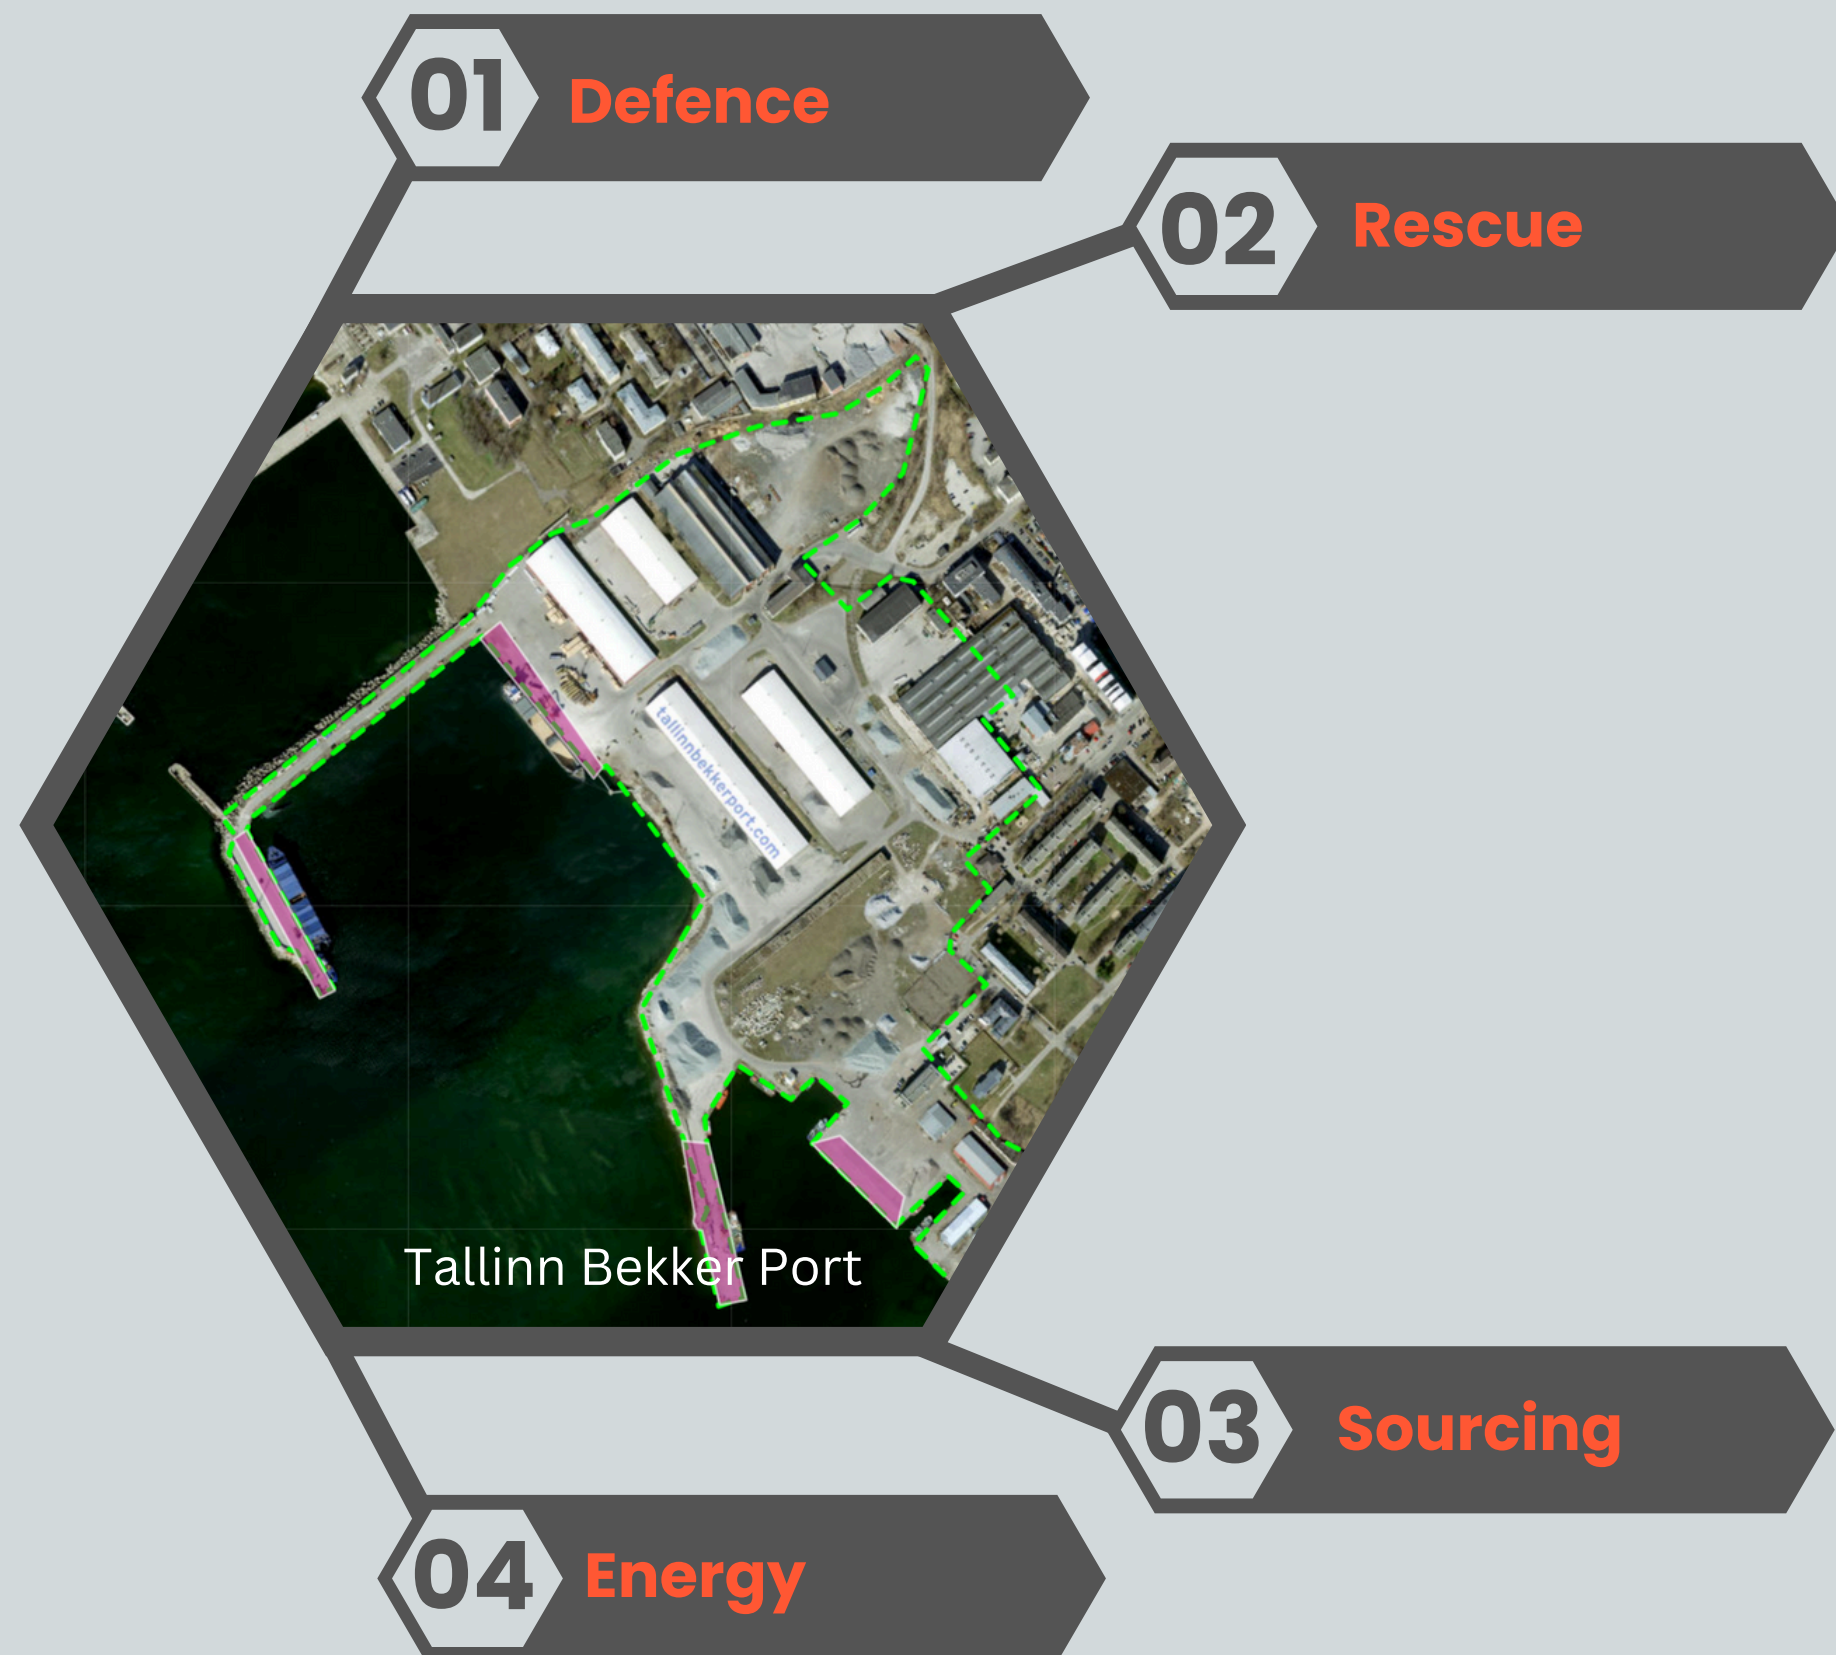 01
Defence
02
Rescue
tallinnbekkerport.com
Tallinn Bekker Port
03
Sourcing
04
Energy